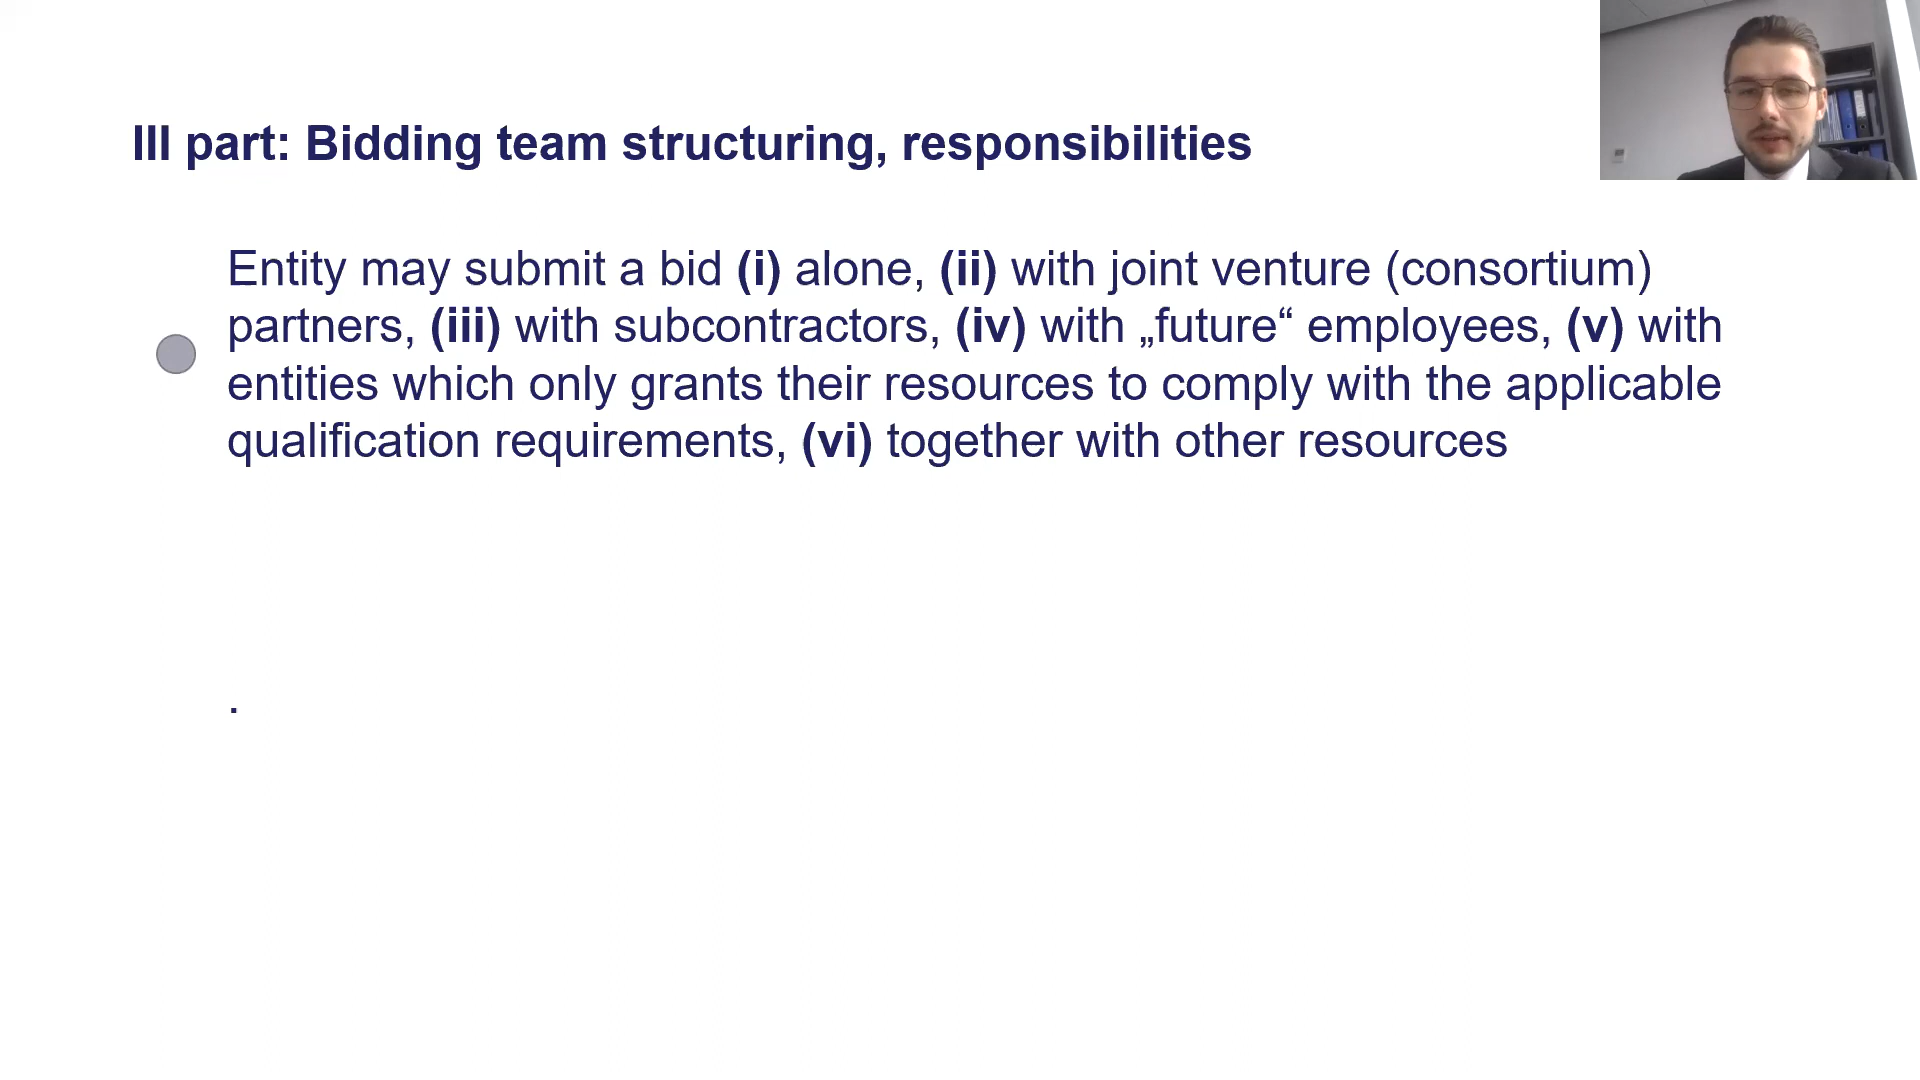 III part: Bidding team structuring, responsibilities
Entity may submit a bid (i) alone, (ii) with joint venture (consortium)
partners, (iii) with subcontractors, (iv) with „future“ employees, (v) with
entities which only grants their resources to comply with the applicable
qualification requirements, (vi) together with other resources
.